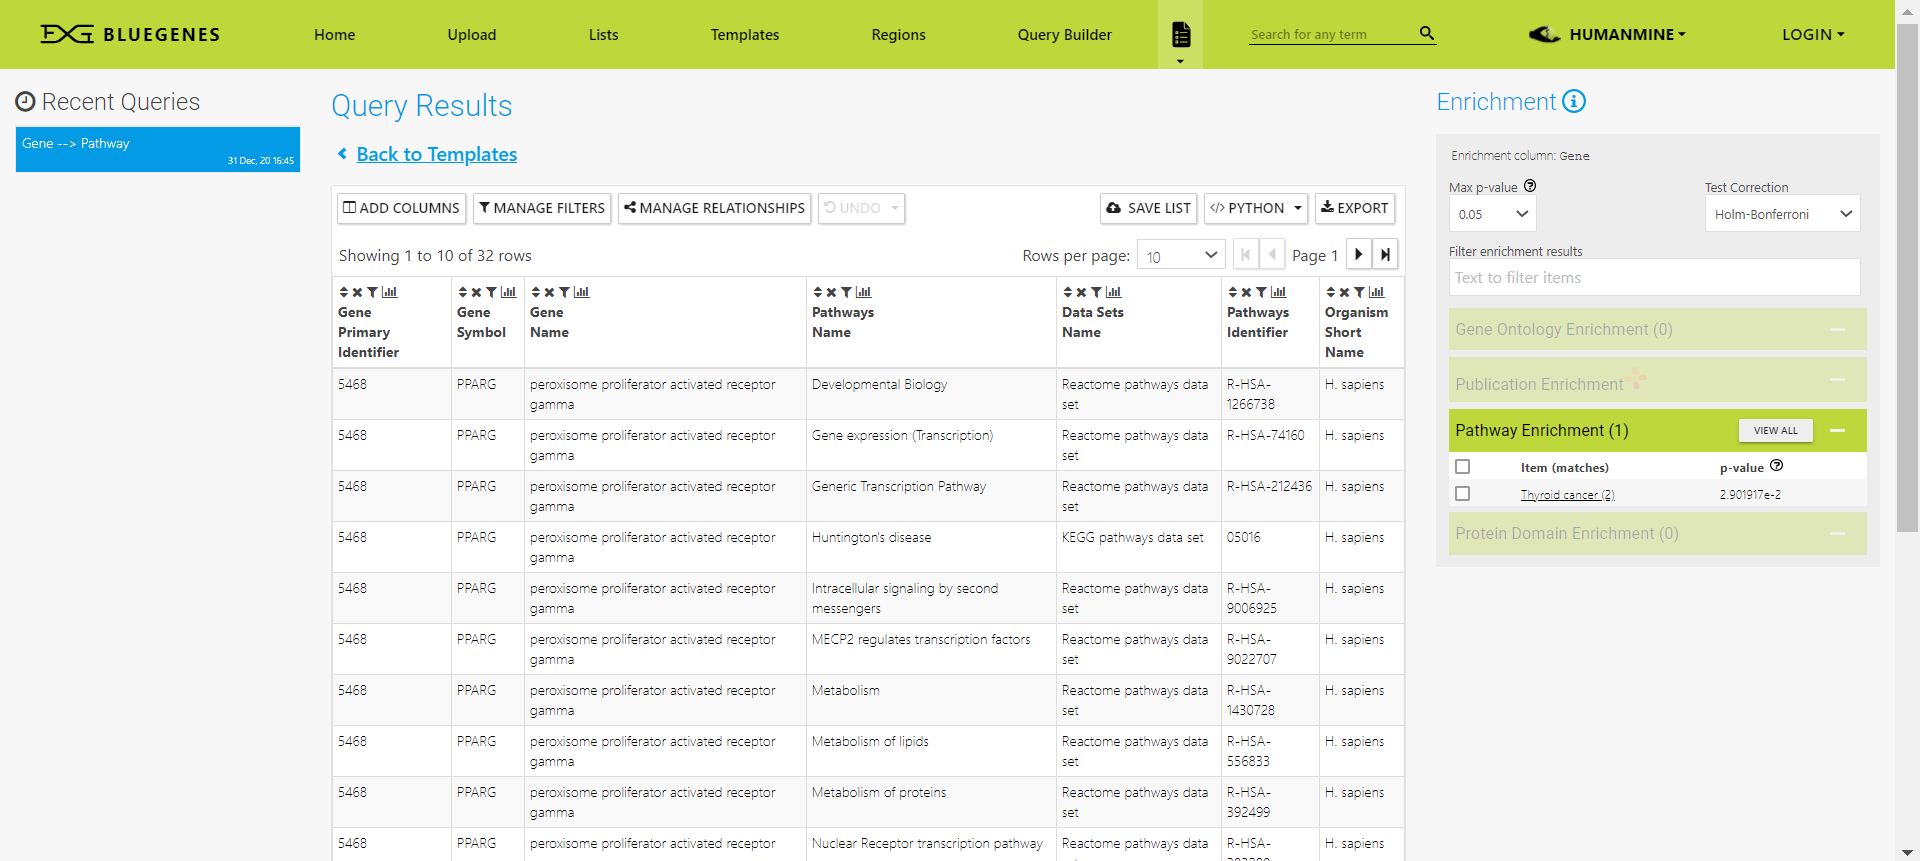 BLUEGENES
Home
Upload
Lists
Templates
Regions
Query Builder
Search for any term
HUMANMINE
LOGIN
Recent Queries
Gene --> Pathway
31 Dec, 20 16:45
Query Results
Back to Templates
ADD COLUMNS
MANAGE FILTERS
MANAGE RELATIONSHIPS
UNDO
SAVE LIST
</> PYTHON
EXPORT
Showing 1 to 10 of 32 rows
Rows per page: 10
Page 1
Gene
Primary
Identifier
Gene
Symbol
Gene
Name
Pathways
Name
Data Sets
Name
Pathways
Identifier
Organism
Short
Name
5468
PPARG
peroxisome proliferator activated receptor
gamma
Developmental Biology
Reactome pathways data
set
R-HSA-
1266738
H. sapiens
5468
PPARG
peroxisome proliferator activated receptor
gamma
Gene expression (Transcription)
Reactome pathways data
set
R-HSA-74160
H. sapiens
5468
PPARG
peroxisome proliferator activated receptor
gamma
Generic Transcription Pathway
Reactome pathways data
set
R-HSA-212436
H. sapiens
5468
PPARG
peroxisome proliferator activated receptor
gamma
Huntington's disease
KEGG pathways data set
05016
H. sapiens
5468
PPARG
peroxisome proliferator activated receptor
gamma
Intracellular signaling by second
messengers
Reactome pathways data
set
R-HSA-
9006925
H. sapiens
5468
PPARG
peroxisome proliferator activated receptor
gamma
MECP2 regulates transcription factors
Reactome pathways data
set
R-HSA-
9022707
H. sapiens
5468
PPARG
peroxisome proliferator activated receptor
gamma
Metabolism
Reactome pathways data
set
R-HSA-
1430728
H. sapiens
5468
PPARG
peroxisome proliferator activated receptor
gamma
Metabolism of lipids
Reactome pathways data
set
R-HSA-
556833
H. sapiens
5468
PPARG
peroxisome proliferator activated receptor
gamma
Metabolism of proteins
Reactome pathways data
set
R-HSA-
392499
H. sapiens
5468
PPARG
peroxisome proliferator activated receptor
Nuclear Receptor transcription pathway
Reactome pathways data
R-HSA-
H. sapiens
Enrichment
Enrichment column: Gene
Max p-value
0.05
Test Correction
Holm-Bonferroni
Filter enrichment results
Text to filter items
Gene Ontology Enrichment (0)
Publication Enrichment
Pathway Enrichment (1)
VIEW ALL
Item (matches)
p-value
Thyroid cancer (2)
2.901917e-2
Protein Domain Enrichment (0)